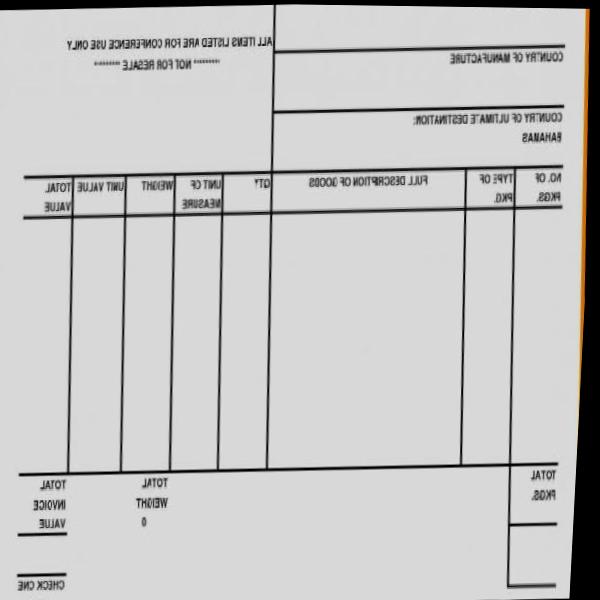 COUNTRY OF MANUFACTURE
ALL ITEMS LISTED ARE FOR CONFERENCE USE ONLY
******* NOT FOR RESALE *******
COUNTRY OF ULTIMATE DESTINATION:
BAHAMAS
NO. OF PKGS.
TYPE OF PKG.
FULL DESCRIPTION OF GOODS
QTY
UNIT OF MEASURE
WEIGHT
UNIT VALUE
TOTAL VALUE
TOTAL PKGS.
TOTAL WEIGHT
0
TOTAL INVOICE VALUE
CHECK ONE